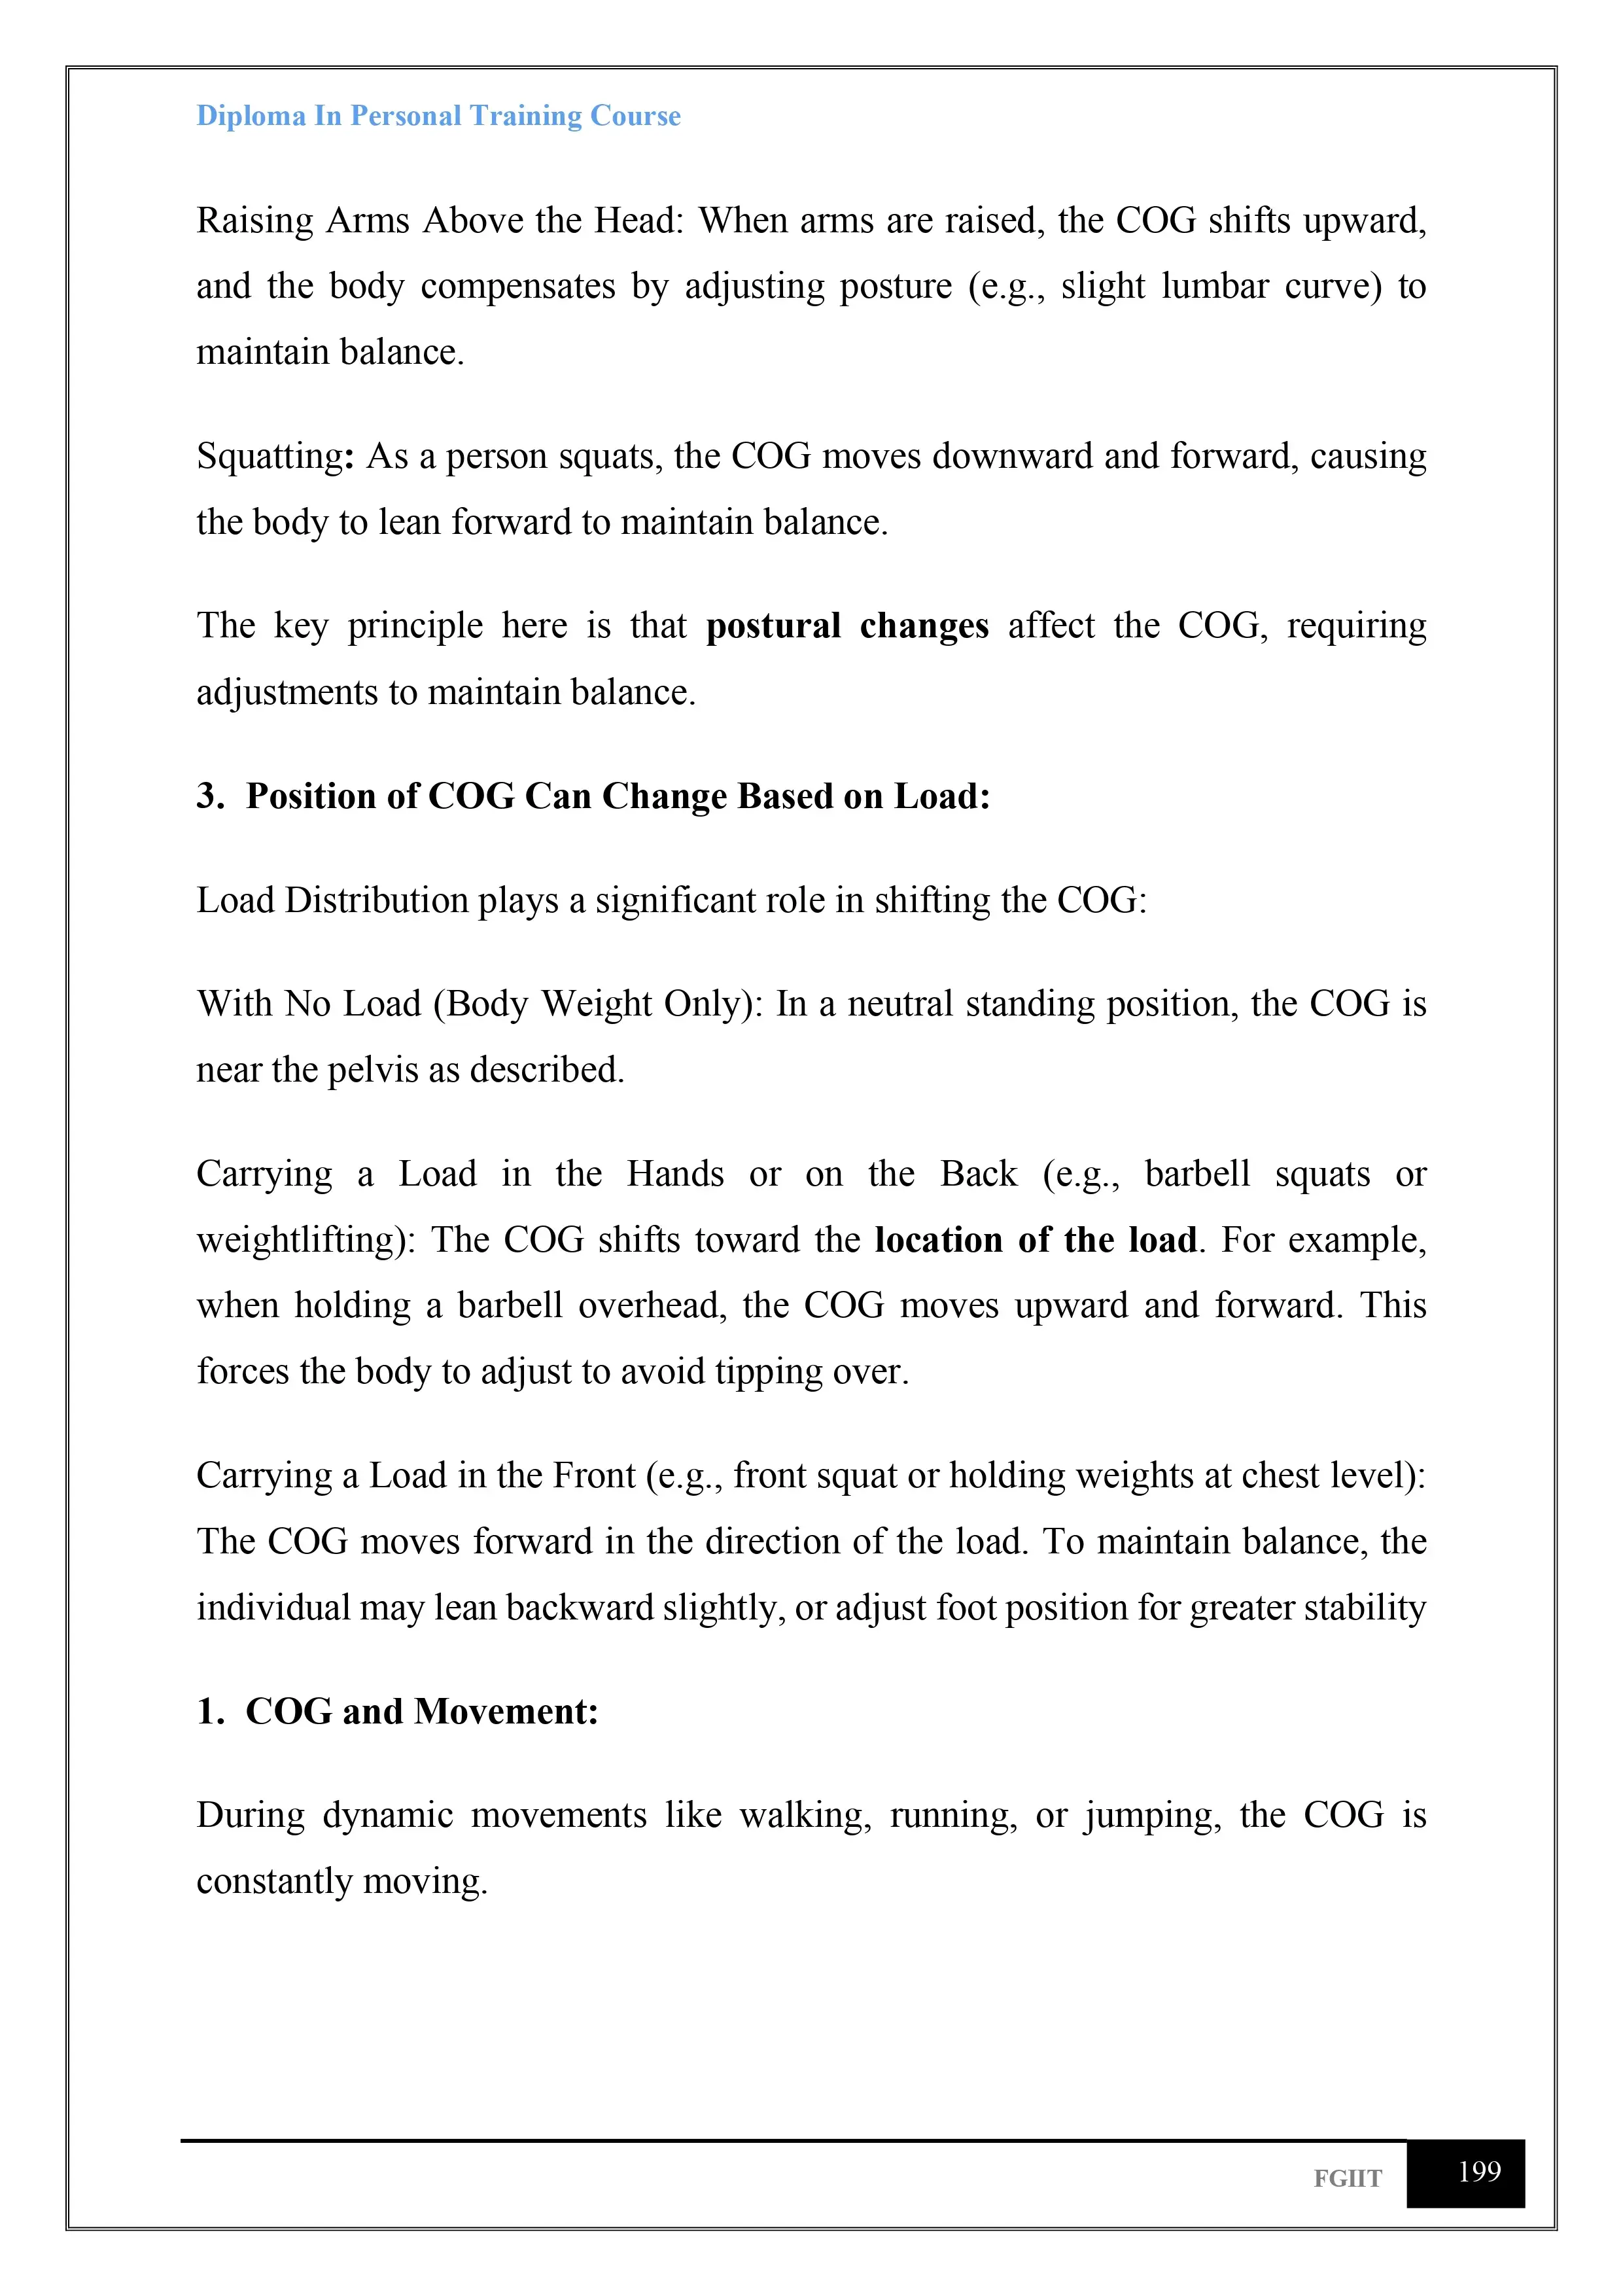 Diploma In Personal Training Course
Raising Arms Above the Head: When arms are raised, the COG shifts upward,
and the body compensates by adjusting posture (e.g., slight lumbar curve) to
maintain balance.
Squatting: As a person squats, the COG moves downward and forward, causing
the body to lean forward to maintain balance.
The key principle here is that postural changes affect the COG, requiring
adjustments to maintain balance.
3. Position of COG Can Change Based on Load:
Load Distribution plays a significant role in shifting the COG:
With No Load (Body Weight Only): In a neutral standing position, the COG is
near the pelvis as described.
Carrying a Load in the Hands or on the Back (e.g., barbell squats or
weightlifting): The COG shifts toward the location of the load. For example,
when holding a barbell overhead, the COG moves upward and forward. This
forces the body to adjust to avoid tipping over.
Carrying a Load in the Front (e.g., front squat or holding weights at chest level):
The COG moves forward in the direction of the load. To maintain balance, the
individual may lean backward slightly, or adjust foot position for greater stability
1. COG and Movement:
During dynamic movements like walking, running, or jumping, the COG is
constantly moving.
FGIIT 199